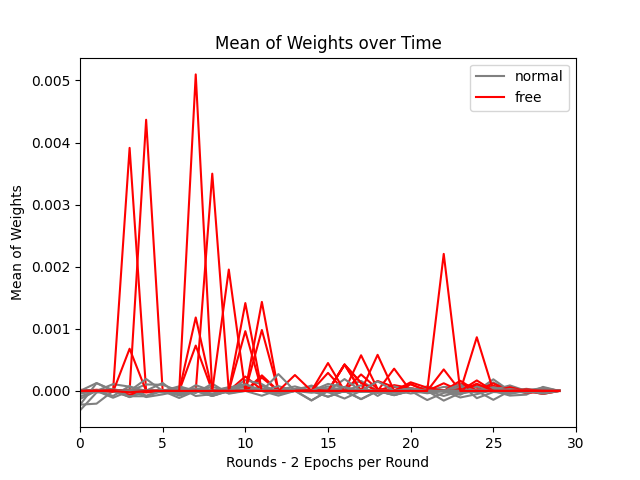 Mean of Weights over Time
normal
free
Mean of Weights
0.005
0.004
0.003
0.002
0.001
0.000
0 5 10 15 20 25 30
Rounds - 2 Epochs per Round